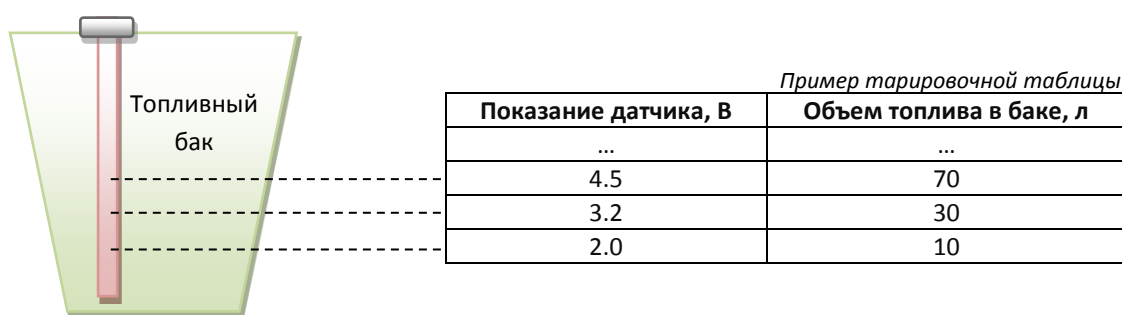 Топливный
бак
Пример тарировочной таблицы
Показание датчика, В Объем топлива в баке, л
... ...
4.5 70
3.2 30
2.0 10